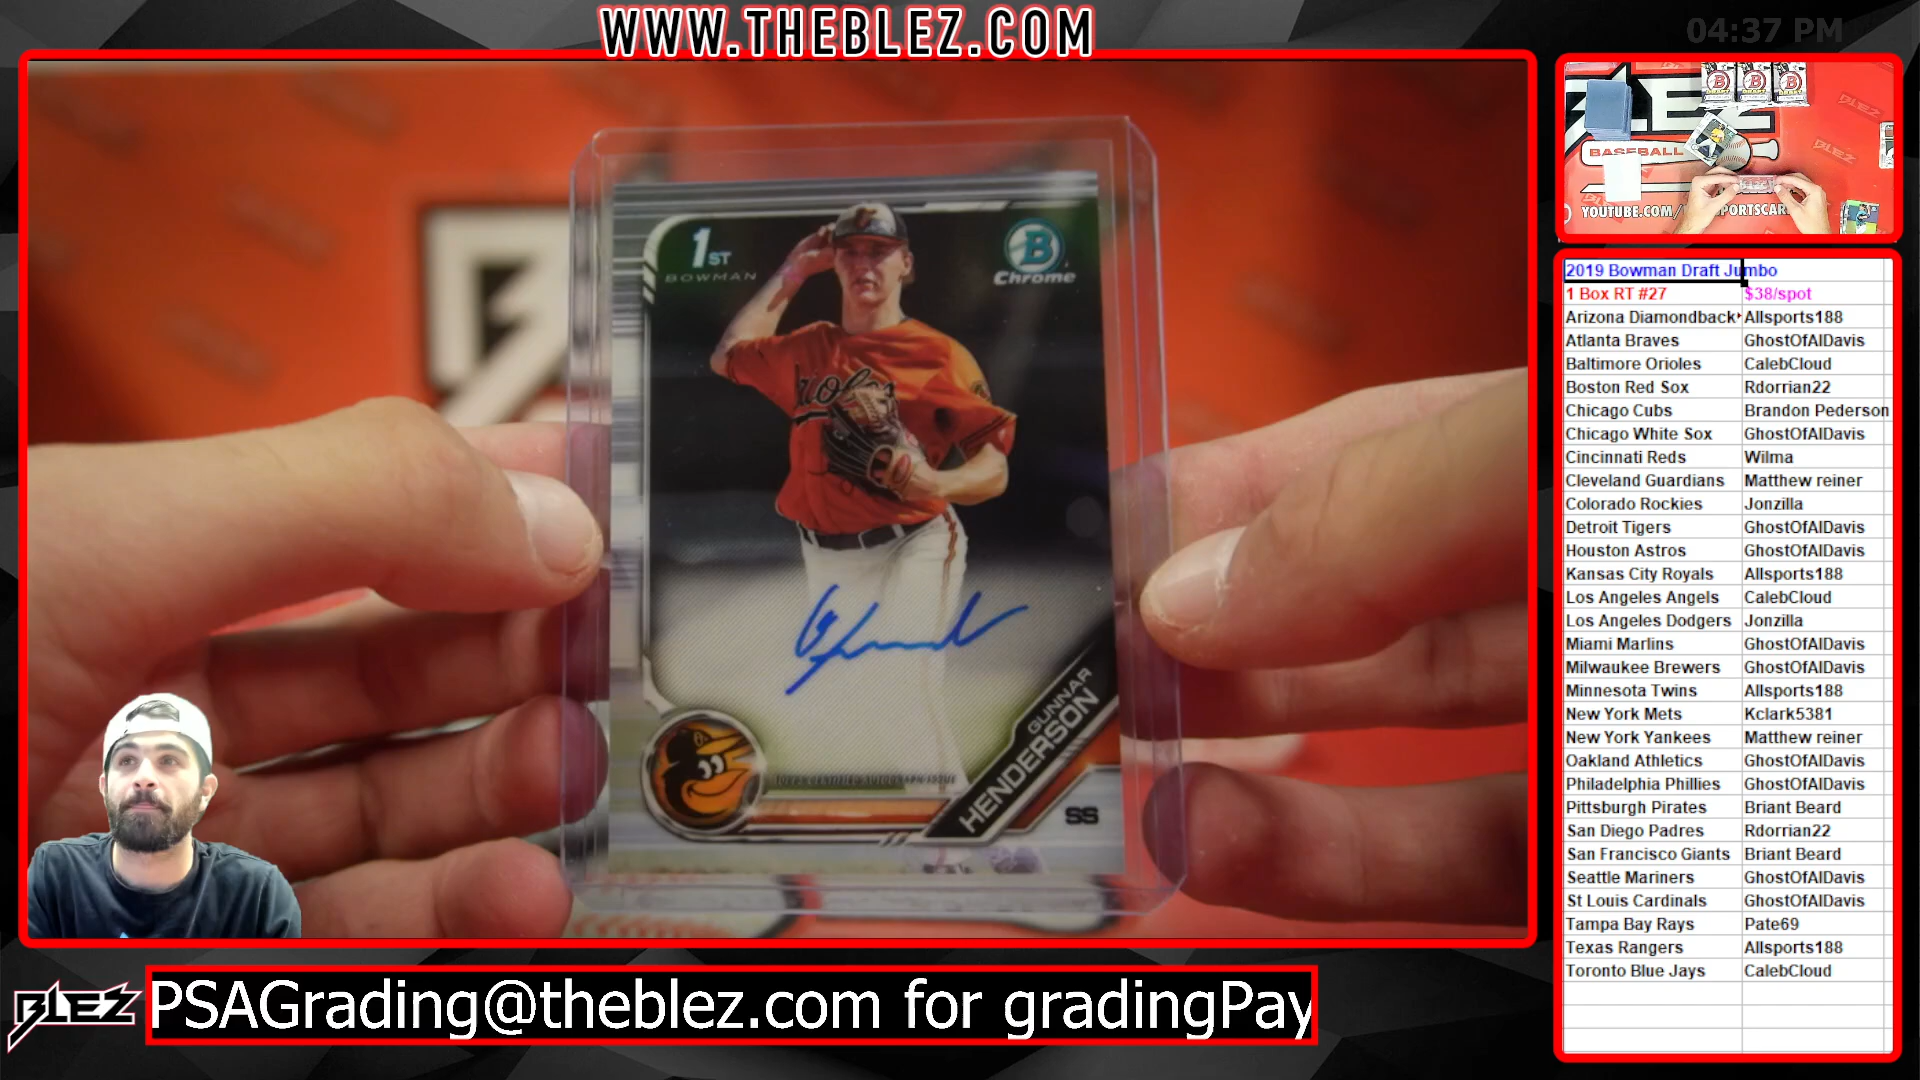 WWW.THEBLEZ.COM
04:37 PM
1ST
BOWMAN
B
Chrome
Orioles
GUNNAR
HENDERSON
SS
TOPPS CERTIFIED AUTOGRAPH ISSUE
BLEZ
BASEBALL
YOUTUBE.COM/
PORTSCAR
2019 Bowman Draft Jumbo
1 Box RT #27 $38/spot
Arizona Diamondback Allsports188
Atlanta Braves GhostOfAlDavis
Baltimore Orioles CalebCloud
Boston Red Sox Rdorrian22
Chicago Cubs Brandon Pederson
Chicago White Sox GhostOfAlDavis
Cincinnati Reds Wilma
Cleveland Guardians Matthew reiner
Colorado Rockies Jonzilla
Detroit Tigers GhostOfAlDavis
Houston Astros GhostOfAlDavis
Kansas City Royals Allsports188
Los Angeles Angels CalebCloud
Los Angeles Dodgers Jonzilla
Miami Marlins GhostOfAlDavis
Milwaukee Brewers GhostOfAlDavis
Minnesota Twins Allsports188
New York Mets Kclark5381
New York Yankees Matthew reiner
Oakland Athletics GhostOfAlDavis
Philadelphia Phillies GhostOfAlDavis
Pittsburgh Pirates Briant Beard
San Diego Padres Rdorrian22
San Francisco Giants Briant Beard
Seattle Mariners GhostOfAlDavis
St Louis Cardinals GhostOfAlDavis
Tampa Bay Rays Pate69
Texas Rangers Allsports188
Toronto Blue Jays CalebCloud
BLEZ
PSAGrading@theblez.com for gradingPay